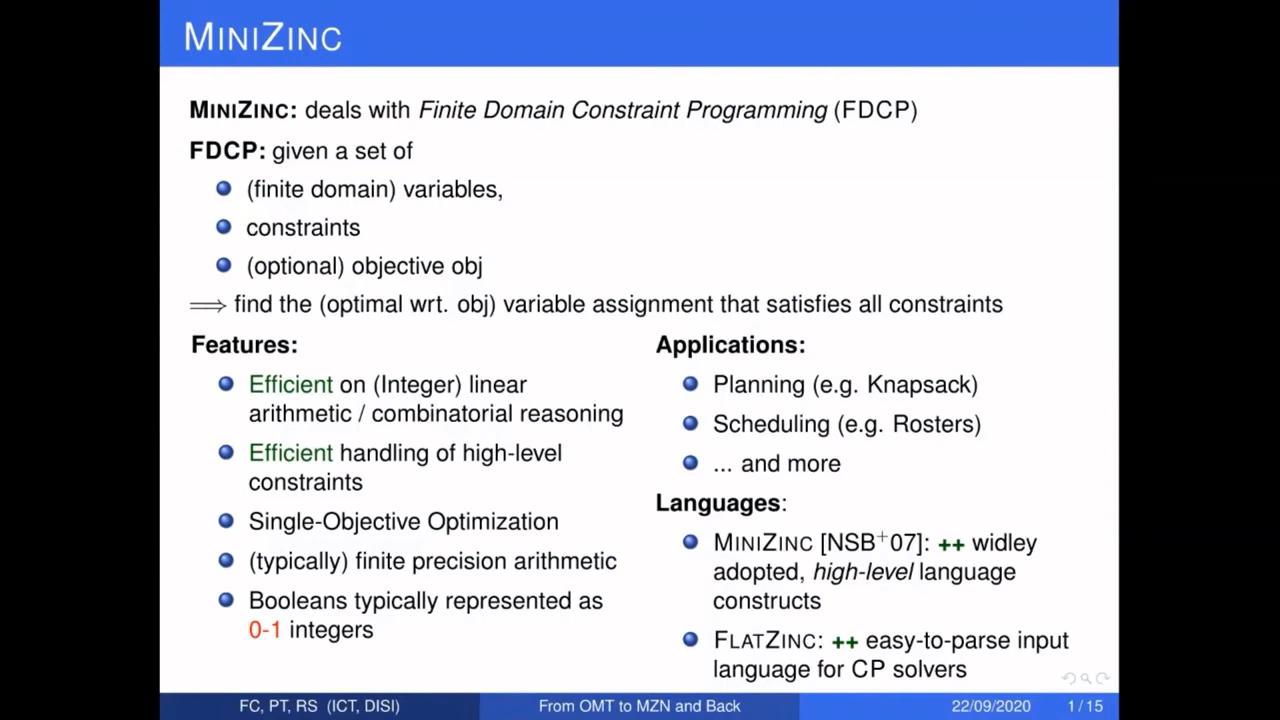 MINIZINC
MINIZINC: deals with Finite Domain Constraint Programming (FDCP)
FDCP: given a set of
(finite domain) variables,
constraints
(optional) objective obj
⟹ find the (optimal wrt. obj) variable assignment that satisfies all constraints
Features:
Efficient on (Integer) linear
arithmetic / combinatorial reasoning
Efficient handling of high-level
constraints
Single-Objective Optimization
(typically) finite precision arithmetic
Booleans typically represented as
0-1 integers
Applications:
Planning (e.g. Knapsack)
Scheduling (e.g. Rosters)
... and more
Languages:
MINIZINC [NSB+07]: ++ widley
adopted, high-level language
constructs
FLATZINC: ++ easy-to-parse input
language for CP solvers
FC, PT, RS (ICT, DISI)
From OMT to MZN and Back
22/09/2020
1 / 15